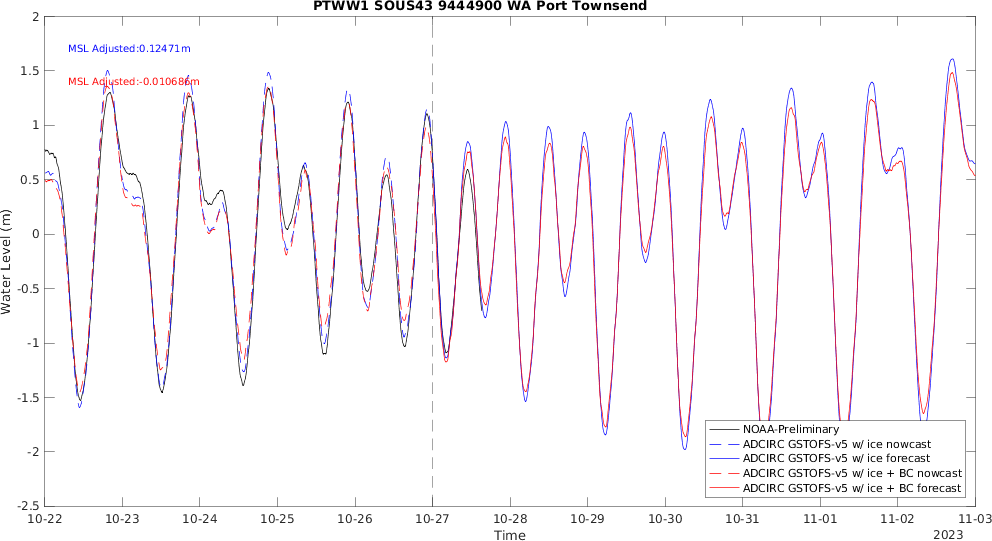 PTWW1 SOUS43 9444900 WA Port Townsend
MSL Adjusted:0.12471m
MSL Adjusted:-0.010686m
Water Level (m)
2
1.5
1
0.5
0
-0.5
-1
-1.5
-2
-2.5
NOAA-Preliminary
ADCIRC GSTOFS-v5 w/ ice nowcast
ADCIRC GSTOFS-v5 w/ ice forecast
ADCIRC GSTOFS-v5 w/ ice + BC nowcast
ADCIRC GSTOFS-v5 w/ ice + BC forecast
10-22 10-23 10-24 10-25 10-26 10-27 10-28 10-29 10-30 10-31 11-01 11-02 11-03
Time
2023